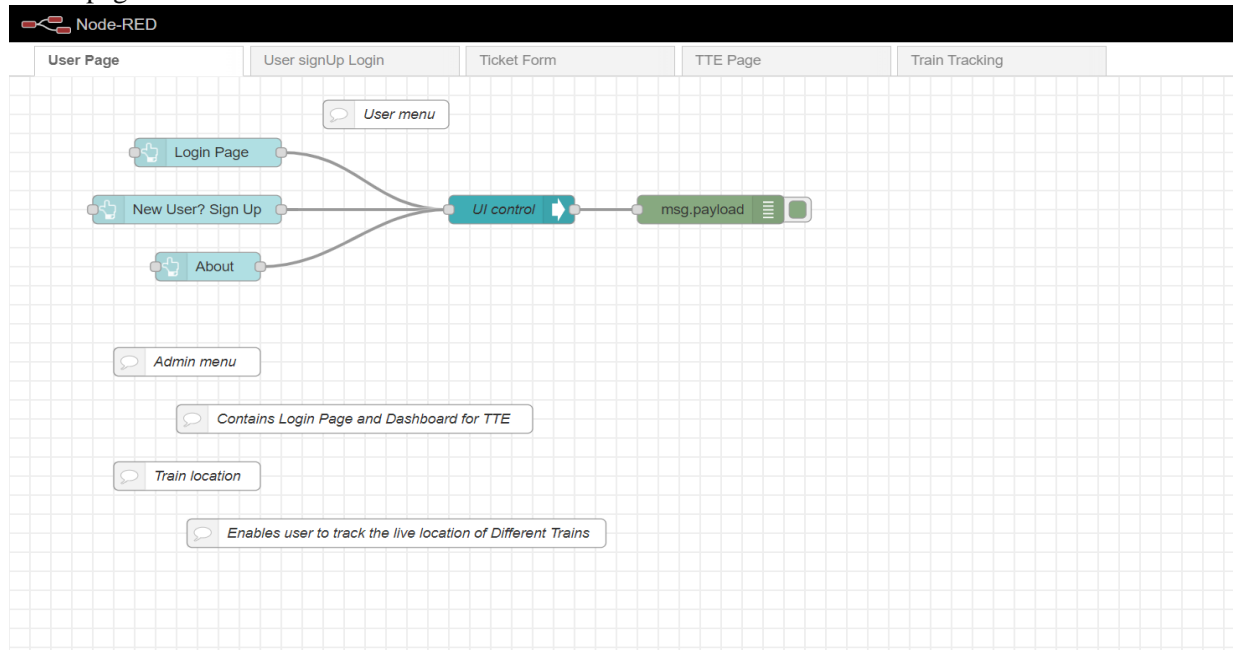 Node-RED
User Page
User signUp Login
Ticket Form
TTE Page
Train Tracking
User menu
Login Page
New User? Sign Up
UI control
msg.payload
About
Admin menu
Contains Login Page and Dashboard for TTE
Train location
Enables user to track the live location of Different Trains